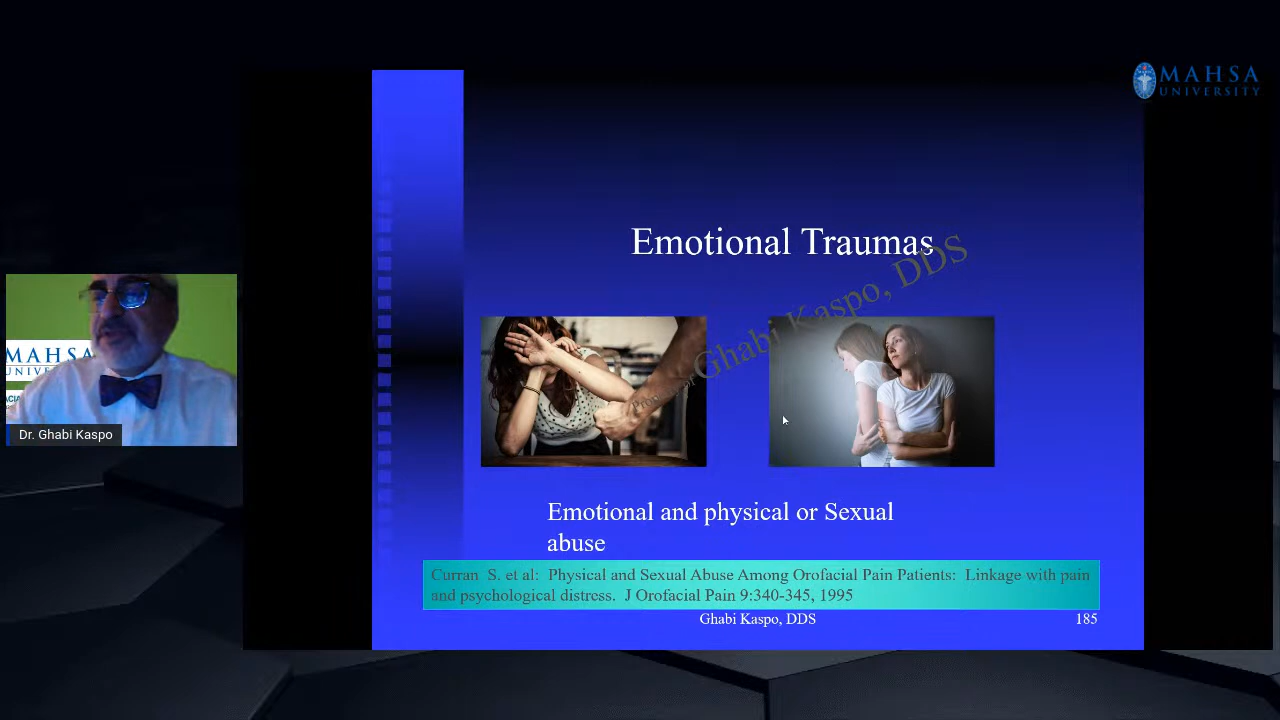 MAHSA
UNIVERSITY
Emotional Traumas
Ghabi Kaspo, DDS
MAHSA
Dr. Ghabi Kaspo
Emotional and physical or Sexual
abuse
Curran S. et al: Physical and Sexual Abuse Among Orofacial Pain Patients: Linkage with pain
and psychological distress. J Orofacial Pain 9:340-345, 1995
Ghabi Kaspo, DDS
185